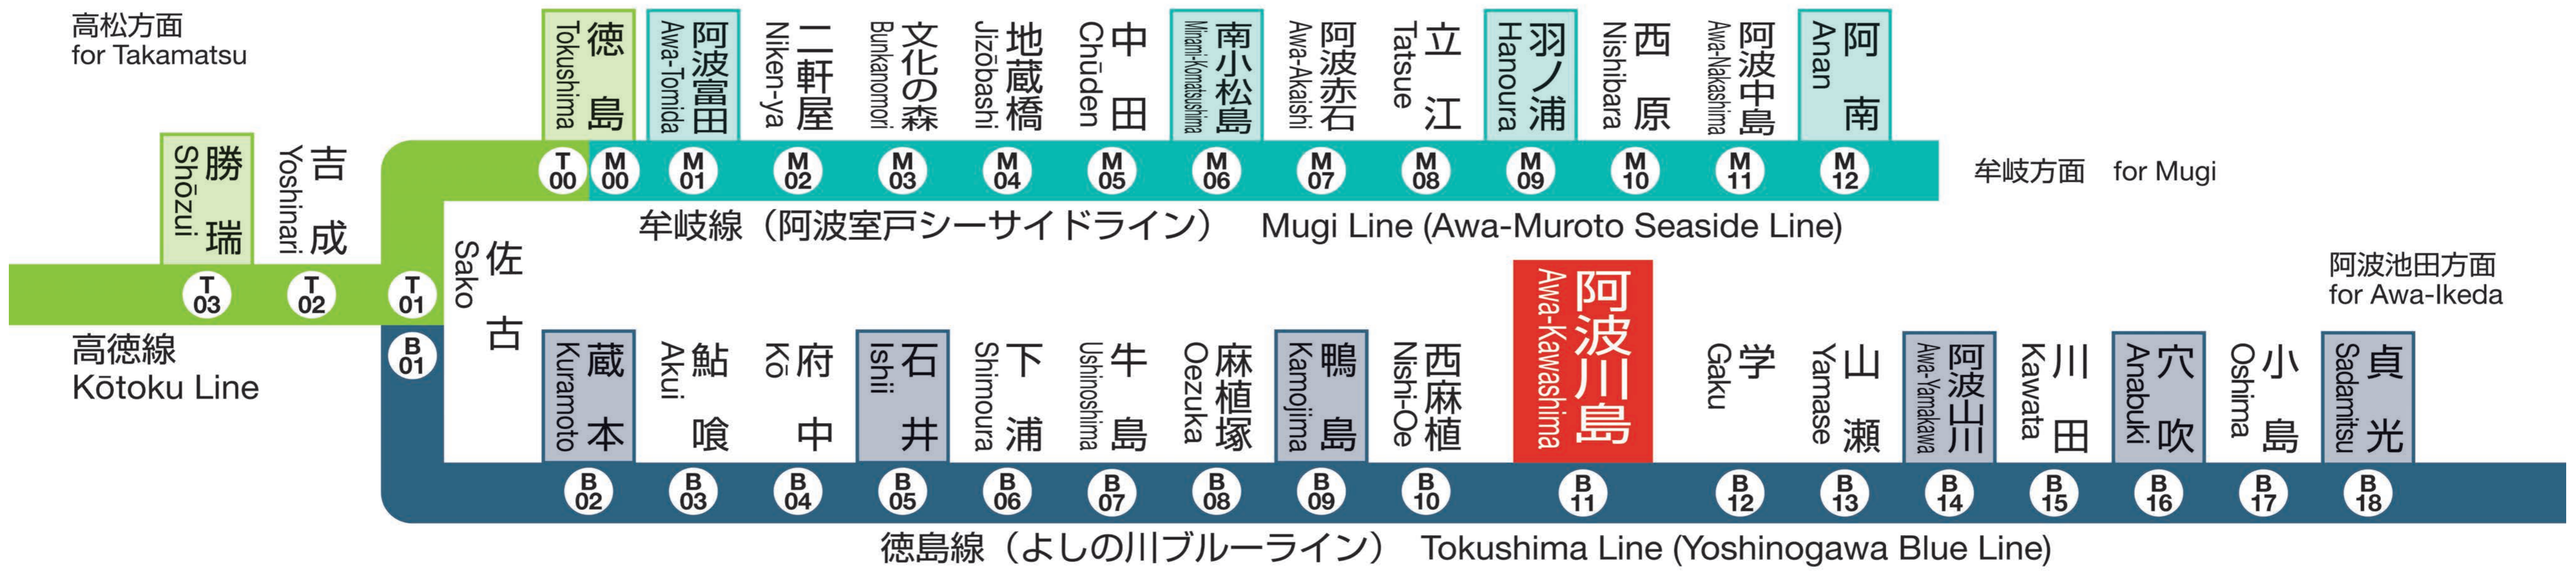 高松方面
for Takamatsu
徳島
Tokushima
阿波富田
Awa-Tomida
二軒屋
Niken-ya
文化の森
Bunkanomori
地蔵橋
Jizōbashi
中田
Chūden
南小松島
Minami-Komatsushima
阿波赤石
Awa-Akaishi
立江
Tatsue
羽ノ浦
Hanoura
西原
Nishibara
阿波中島
Awa-Nakashima
阿南
Anan
T 00
M 00
M 01
M 02
M 03
M 04
M 05
M 06
M 07
M 08
M 09
M 10
M 11
M 12
牟岐方面 for Mugi
牟岐線（阿波室戸シーサイドライン） Mugi Line (Awa-Muroto Seaside Line)
勝瑞
Shōzui
吉成
Yoshinari
佐古
Sako
T 03
T 02
T 01
B 01
高徳線
Kōtoku Line
阿波池田方面
for Awa-Ikeda
蔵本
Kuramoto
鮎喰
Akui
府中
Kō
石井
Ishii
下浦
Shimoura
牛島
Ushinoshima
麻植塚
Oezuka
鴨島
Kamojima
西麻植
Nishi-Oe
阿波川島
Awa-Kawashima
学
Gaku
山瀬
Yamase
阿波山川
Awa-Yamakawa
川田
Kawata
穴吹
Anabuki
小島
Oshima
貞光
Sadamitsu
B 02
B 03
B 04
B 05
B 06
B 07
B 08
B 09
B 10
B 11
B 12
B 13
B 14
B 15
B 16
B 17
B 18
徳島線（よしの川ブルーライン） Tokushima Line (Yoshinogawa Blue Line)